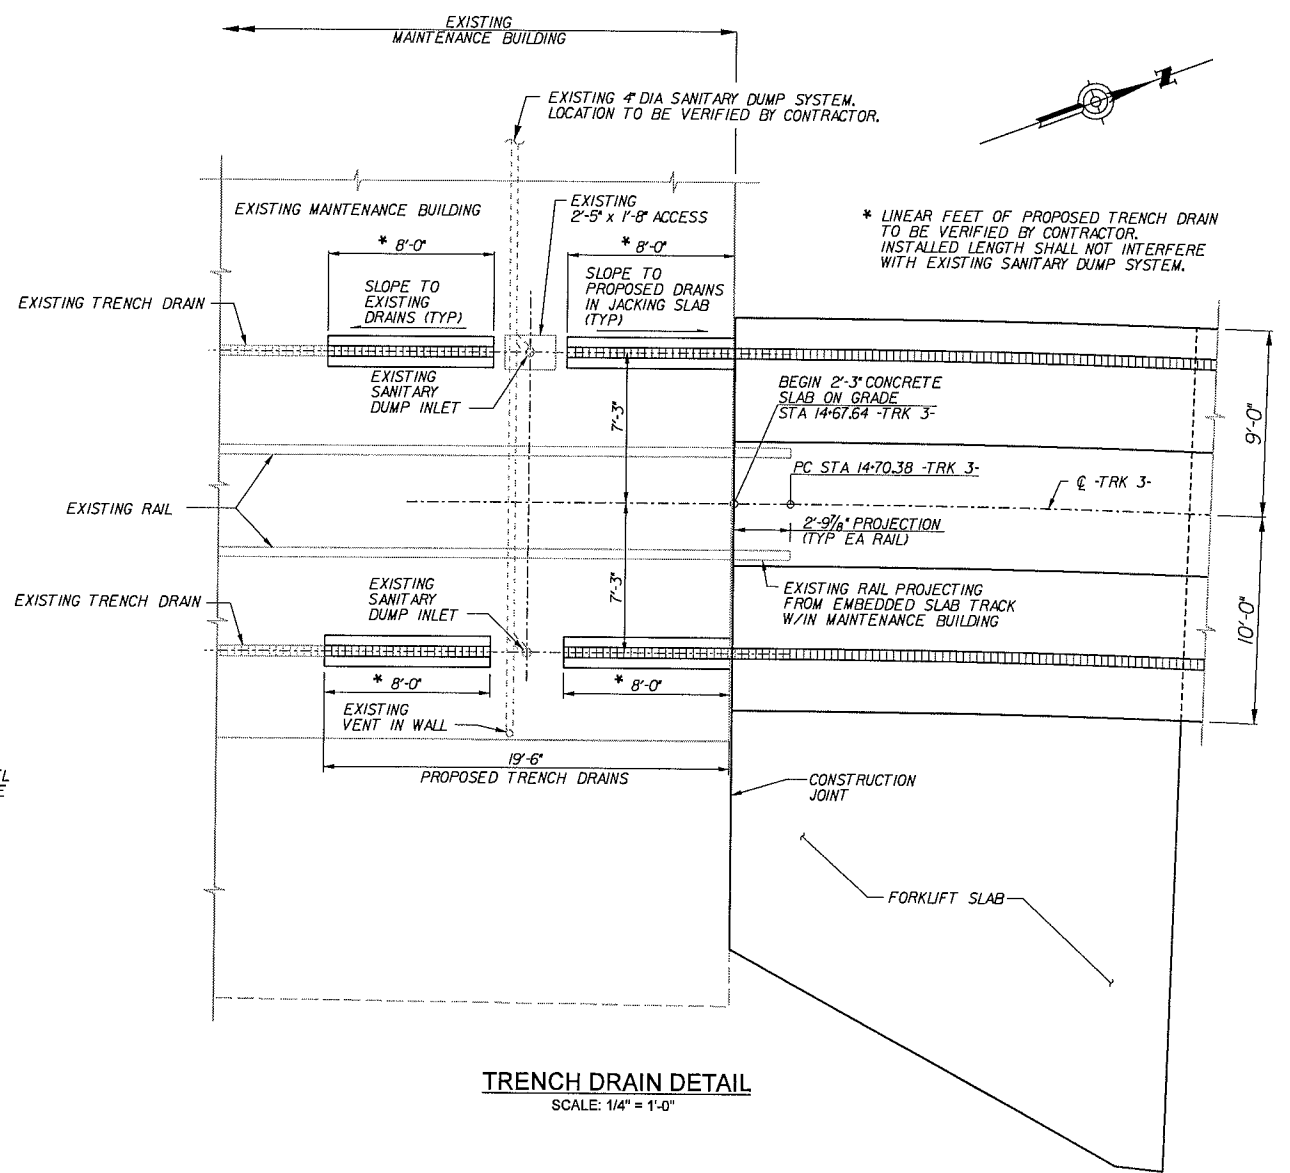 EXISTING
MAINTENANCE BUILDING
EXISTING 4" DIA SANITARY DUMP SYSTEM.
LOCATION TO BE VERIFIED BY CONTRACTOR.
N
EXISTING MAINTENANCE BUILDING
EXISTING
2'-5" x 1'-8" ACCESS
* LINEAR FEET OF PROPOSED TRENCH DRAIN
TO BE VERIFIED BY CONTRACTOR.
INSTALLED LENGTH SHALL NOT INTERFERE
WITH EXISTING SANITARY DUMP SYSTEM.
* 8'-0"
* 8'-0"
EXISTING TRENCH DRAIN
SLOPE TO
EXISTING
DRAINS (TYP)
SLOPE TO
PROPOSED DRAINS
IN JACKING SLAB
(TYP)
EXISTING
SANITARY
DUMP INLET
BEGIN 2'-3" CONCRETE
SLAB ON GRADE
STA 14+67.64 -TRK 3-
7'-3"
9'-0"
PC STA 14+70.38 -TRK 3-
℄ -TRK 3-
EXISTING RAIL
2'-9⅞" PROJECTION
(TYP EA RAIL)
7'-3"
10'-0"
EXISTING TRENCH DRAIN
EXISTING
SANITARY
DUMP INLET
EXISTING RAIL PROJECTING
FROM EMBEDDED SLAB TRACK
W/IN MAINTENANCE BUILDING
* 8'-0"
* 8'-0"
EXISTING
VENT IN WALL
19'-6"
PROPOSED TRENCH DRAINS
CONSTRUCTION
JOINT
FORKLIFT SLAB
TRENCH DRAIN DETAIL
SCALE: 1/4" = 1'-0"